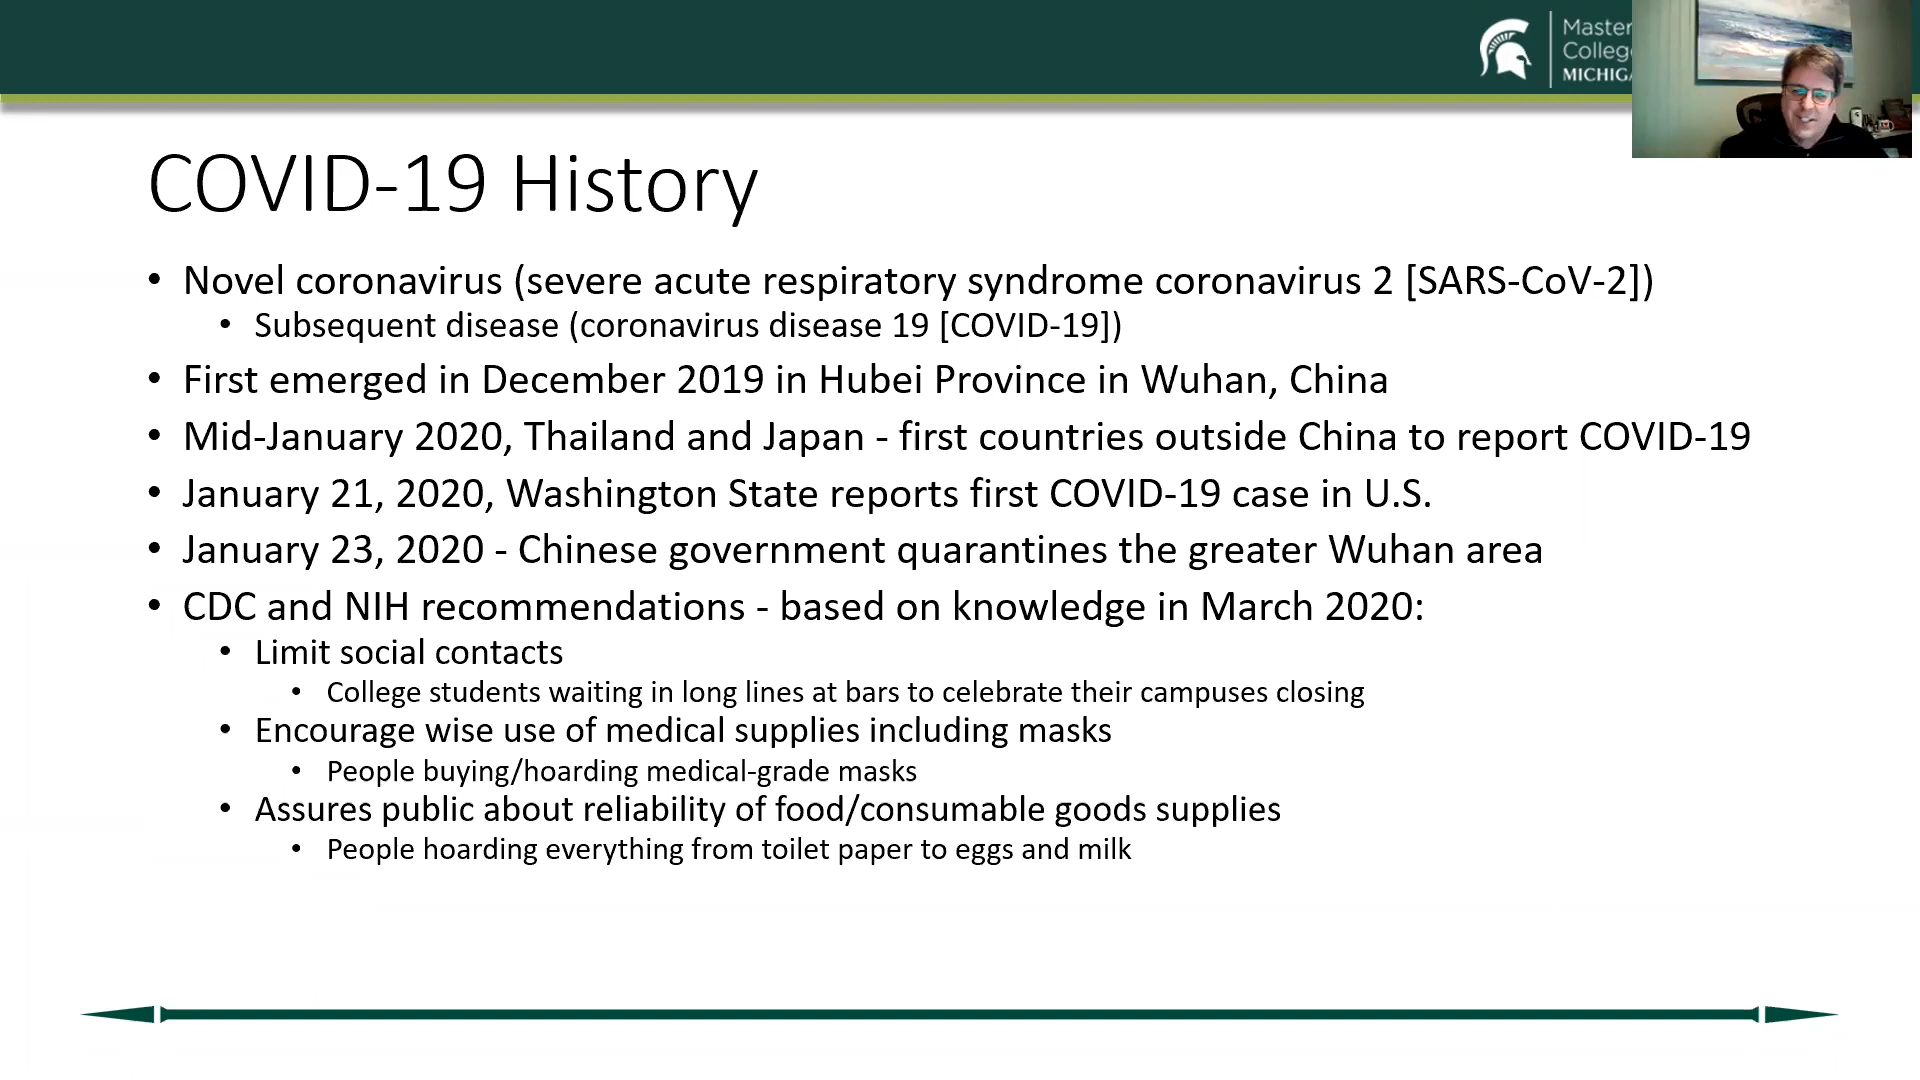 Master
Colleg
MICHIG
COVID-19 History
• Novel coronavirus (severe acute respiratory syndrome coronavirus 2 [SARS-CoV-2])
• Subsequent disease (coronavirus disease 19 [COVID-19])
• First emerged in December 2019 in Hubei Province in Wuhan, China
• Mid-January 2020, Thailand and Japan - first countries outside China to report COVID-19
• January 21, 2020, Washington State reports first COVID-19 case in U.S.
• January 23, 2020 - Chinese government quarantines the greater Wuhan area
• CDC and NIH recommendations - based on knowledge in March 2020:
• Limit social contacts
• College students waiting in long lines at bars to celebrate their campuses closing
• Encourage wise use of medical supplies including masks
• People buying/hoarding medical-grade masks
• Assures public about reliability of food/consumable goods supplies
• People hoarding everything from toilet paper to eggs and milk